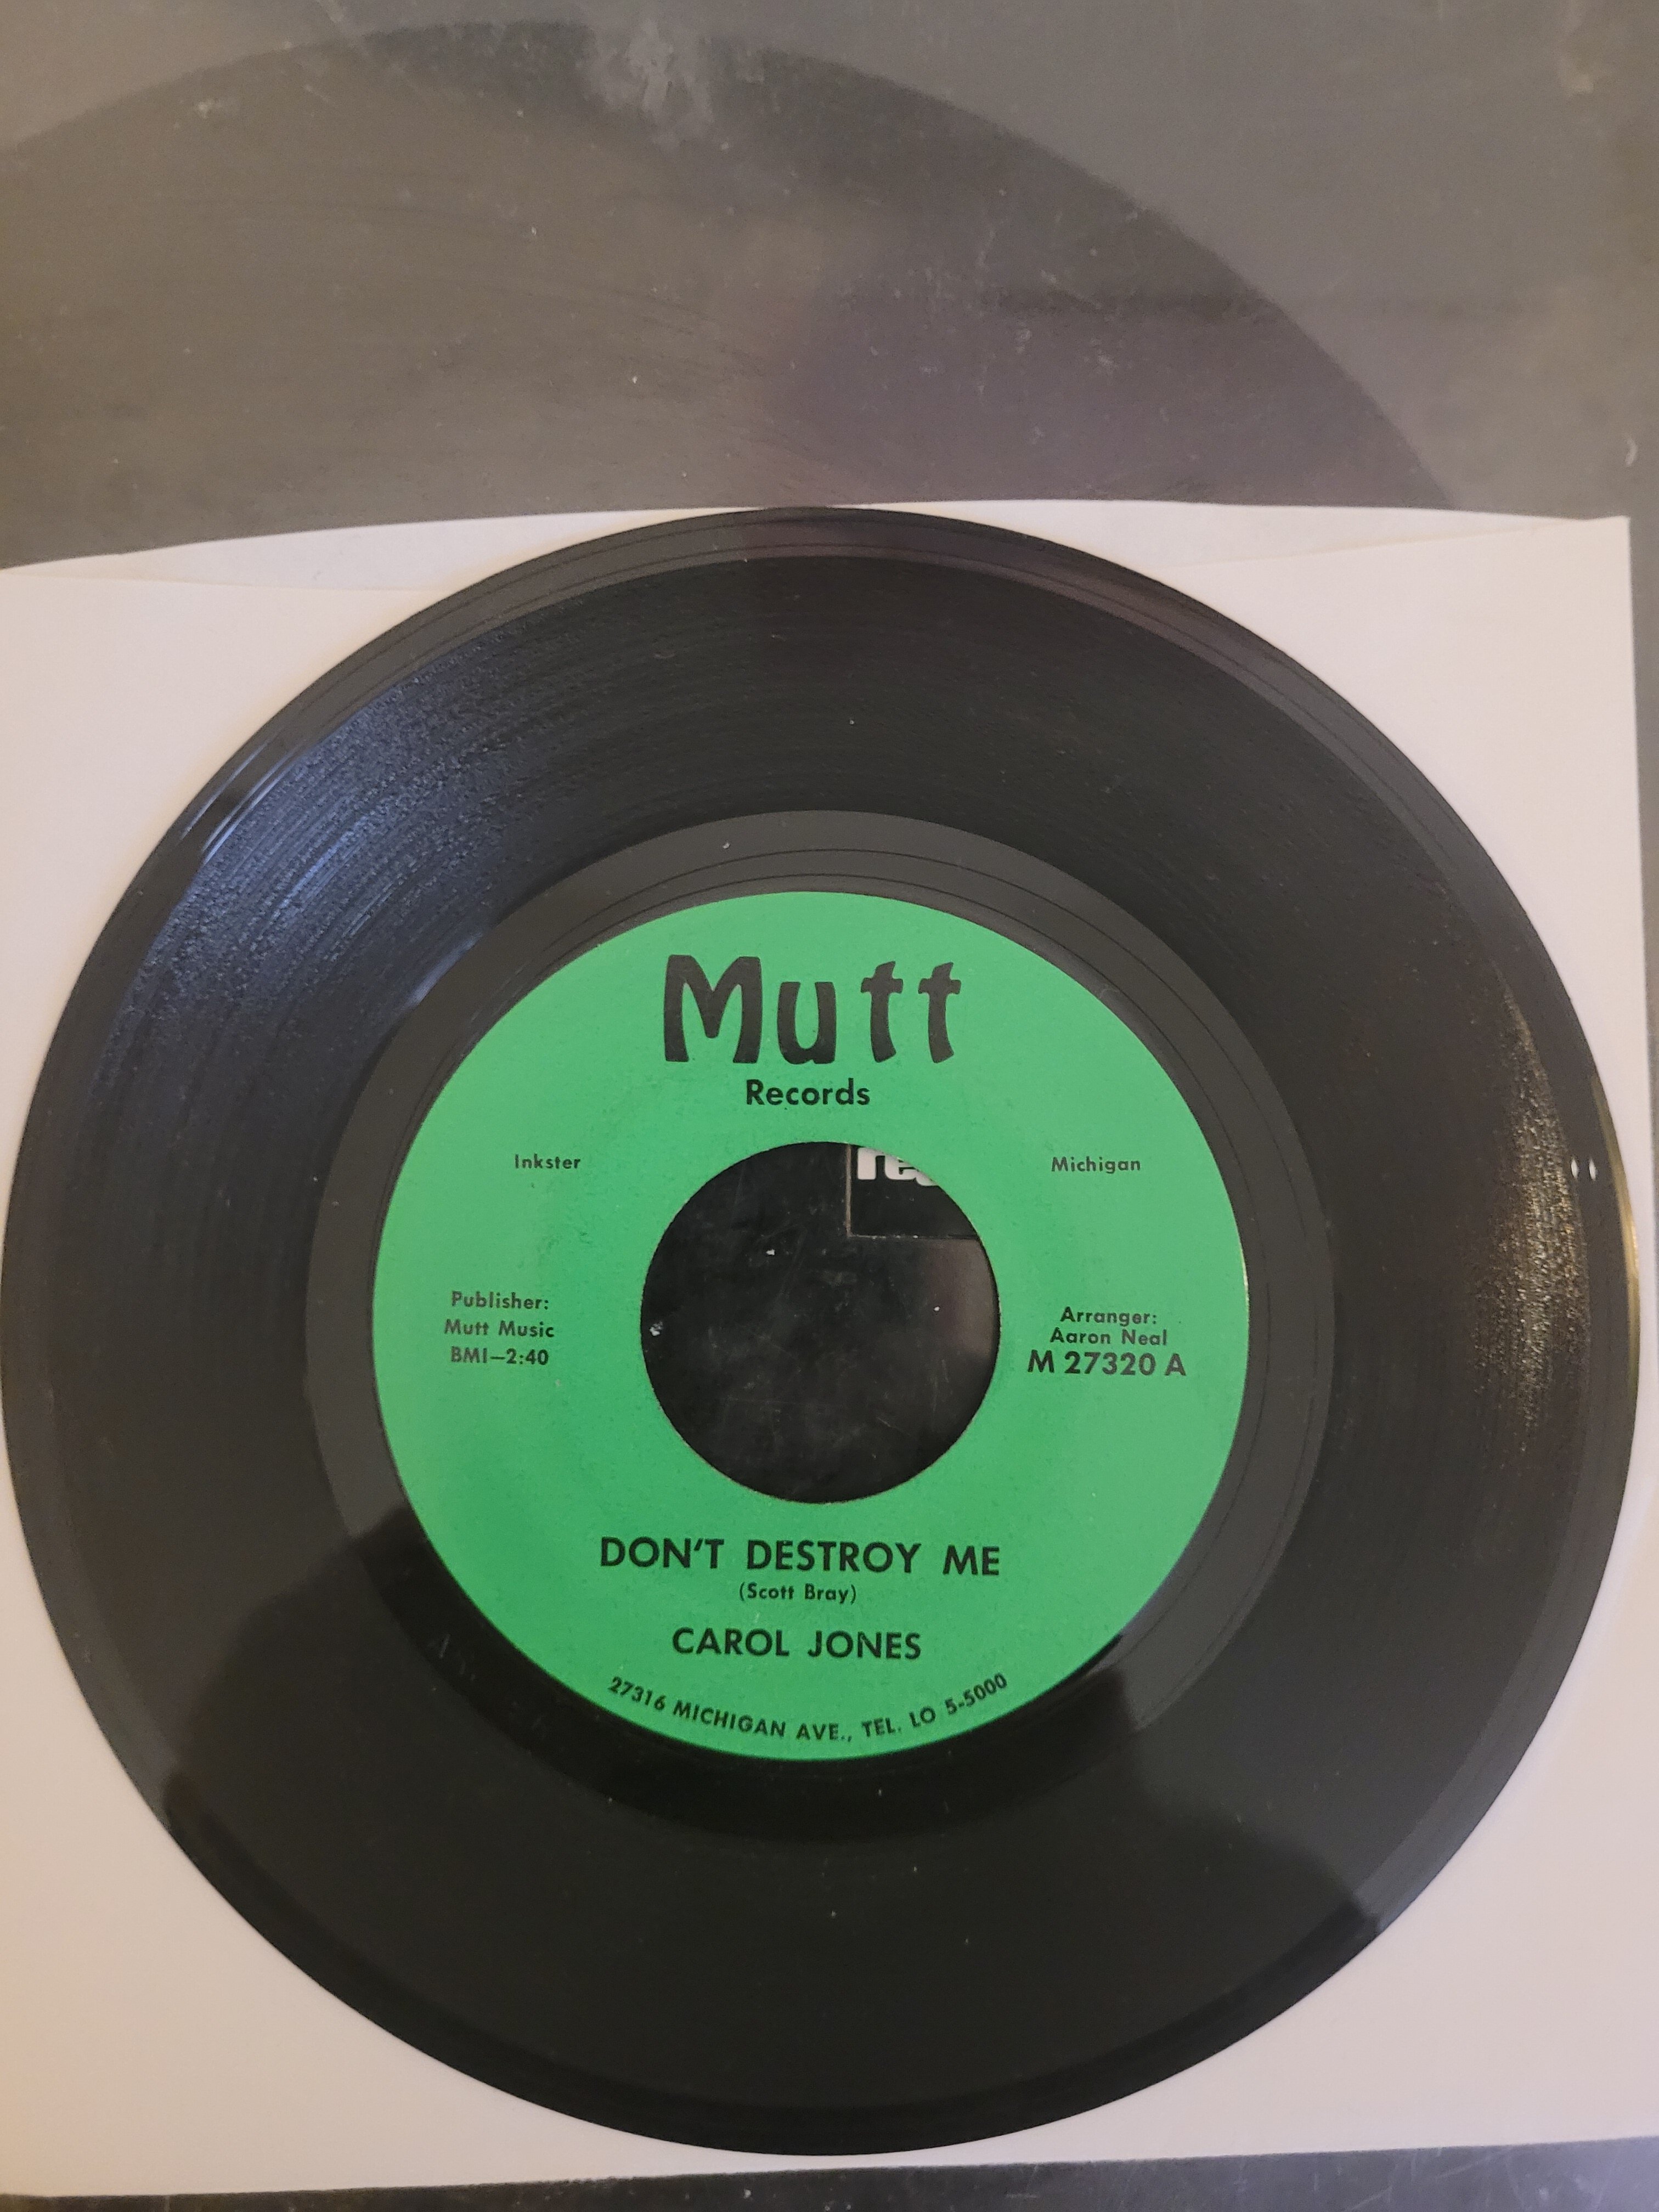 Mutt
Records
Inkster
Michigan
Publisher:
Mutt Music
BMI—2:40
Arranger:
Aaron Neal
M 27320 A
DON'T DESTROY ME
(Scott Bray)
CAROL JONES
27316 MICHIGAN AVE., TEL. LO 5-5000